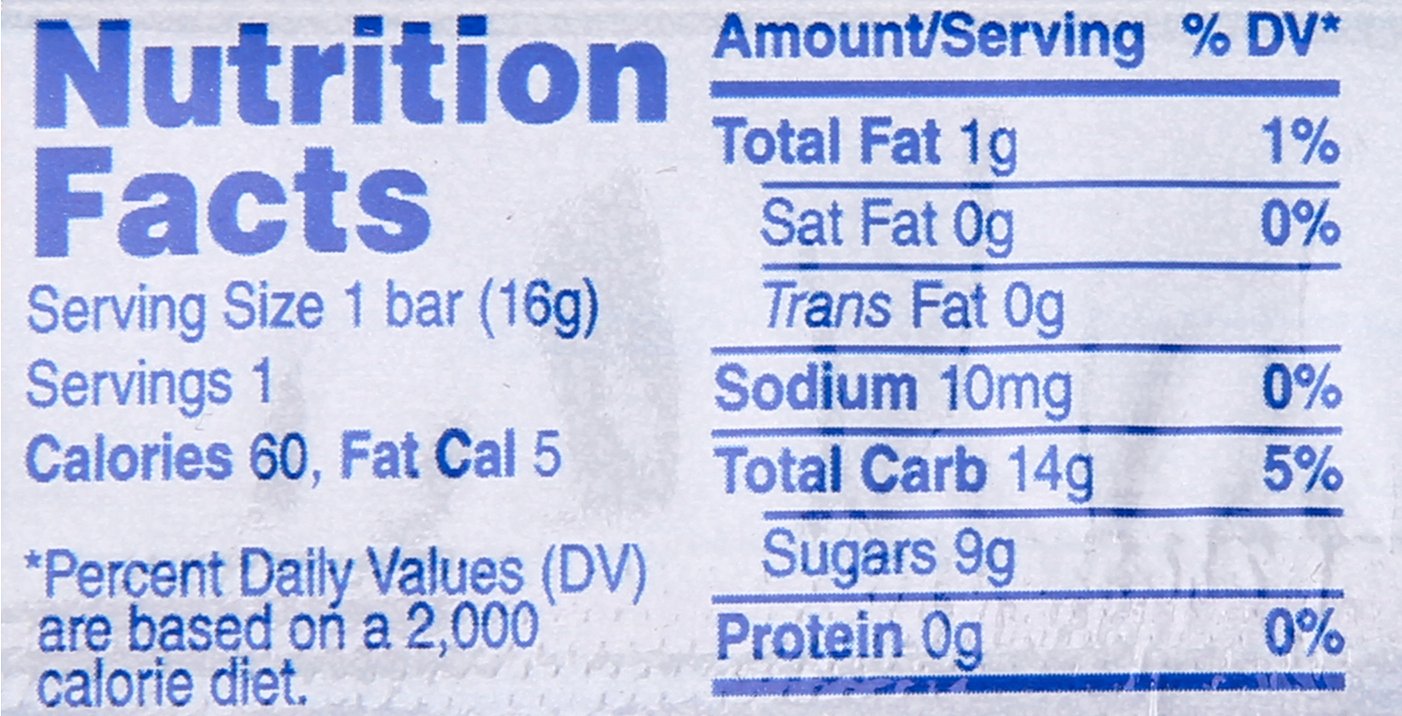 Nutrition
Facts
Serving Size 1 bar (16g)
Servings 1
Calories 60, Fat Cal 5
*Percent Daily Values (DV)
are based on a 2,000
calorie diet.
Amount/Serving % DV*
Total Fat 1g 1%
Sat Fat 0g 0%
Trans Fat 0g
Sodium 10mg 0%
Total Carb 14g 5%
Sugars 9g
Protein 0g 0%